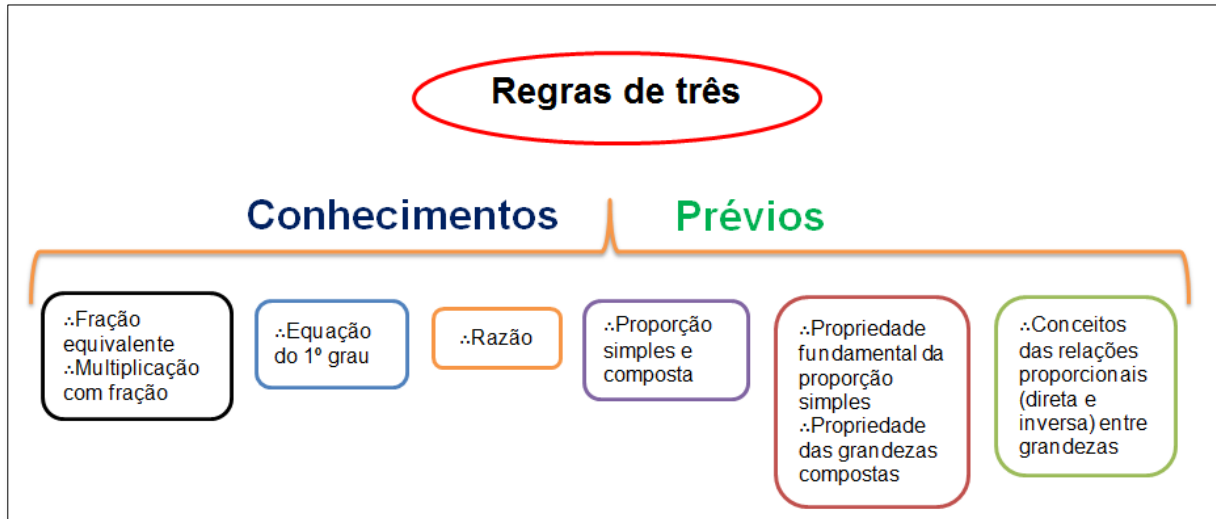 Regras de três
Conhecimentos Prévios
∴Fração
equivalente
∴Multiplicação
com fração
∴Equação
do 1º grau
∴Razão
∴Proporção
simples e
composta
∴Propriedade
fundamental da
proporção
simples
∴Propriedade
das grandezas
compostas
∴Conceitos
das relações
proporcionais
(direta e
inversa) entre
grandezas